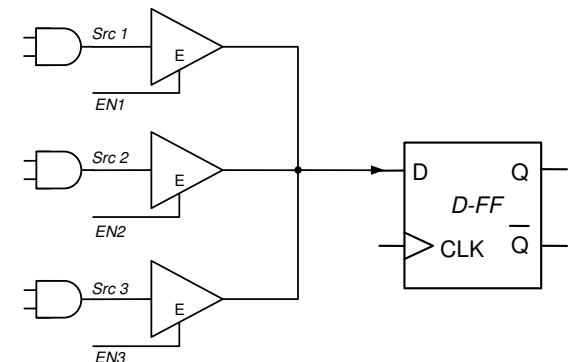 Src 1
E
EN1
Src 2
E
EN2
D Q
D-FF
CLK Q
Src 3
E
EN3